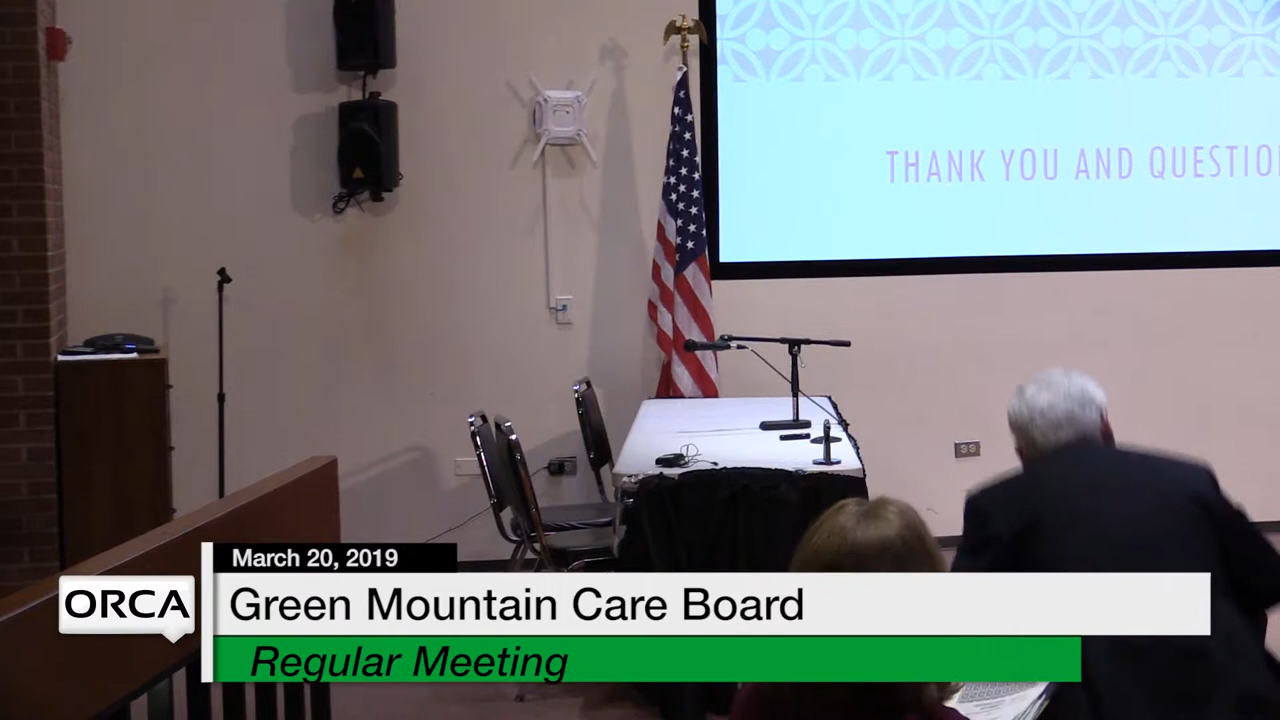 THANK YOU AND QUESTIO
March 20, 2019
ORCA
Green Mountain Care Board
Regular Meeting